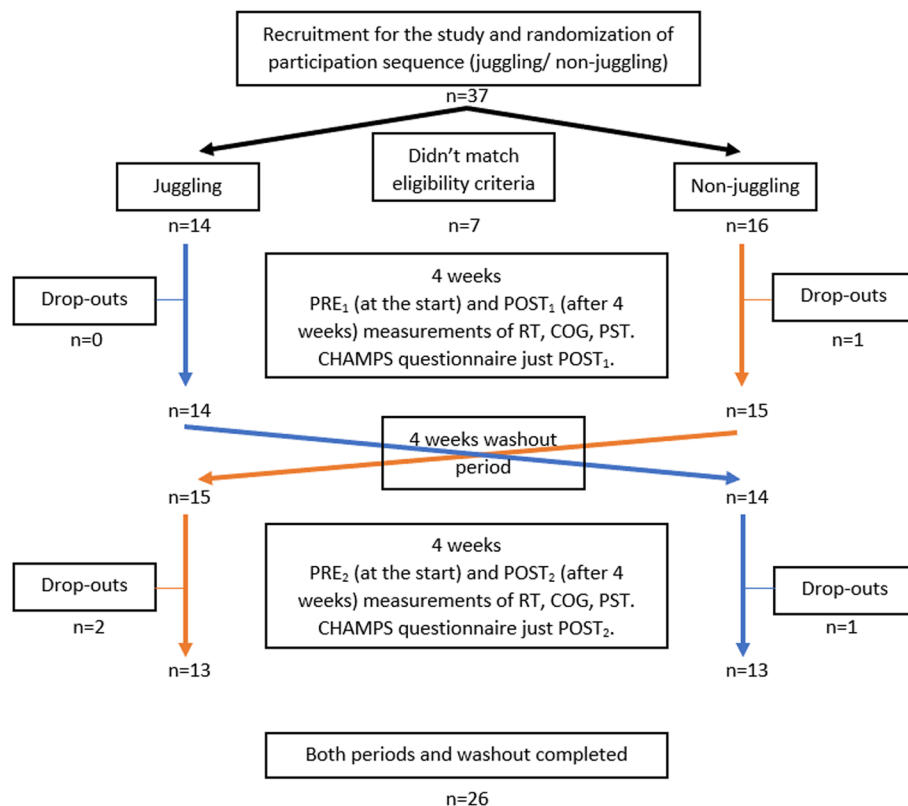 Recruitment for the study and randomization of
participation sequence (juggling/ non-juggling)
n=37
Didn't match
eligibility criteria
Juggling
Non-juggling
n=14
n=7
n=16
4 weeks
PRE₁ (at the start) and POST₁ (after 4
weeks) measurements of RT, COG, PST.
CHAMPS questionnaire just POST₁.
Drop-outs
n=0
Drop-outs
n=1
n=14
n=15
4 weeks washout
period
n=15
n=14
4 weeks
PRE₂ (at the start) and POST₂ (after 4
weeks) measurements of RT, COG, PST.
CHAMPS questionnaire just POST₂.
Drop-outs
n=2
Drop-outs
n=1
n=13
n=13
Both periods and washout completed
n=26